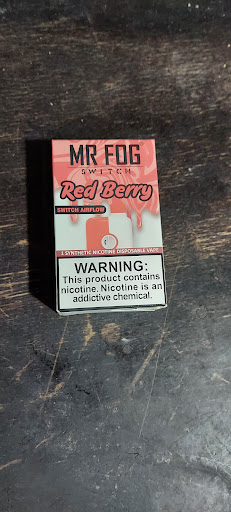 MR FOG
SWITCH
Red Berry
SWITCH AIRFLOW
1 SYNTHETIC NICOTINE DISPOSABLE VAPE
WARNING:
This product contains
nicotine. Nicotine is an
addictive chemical.